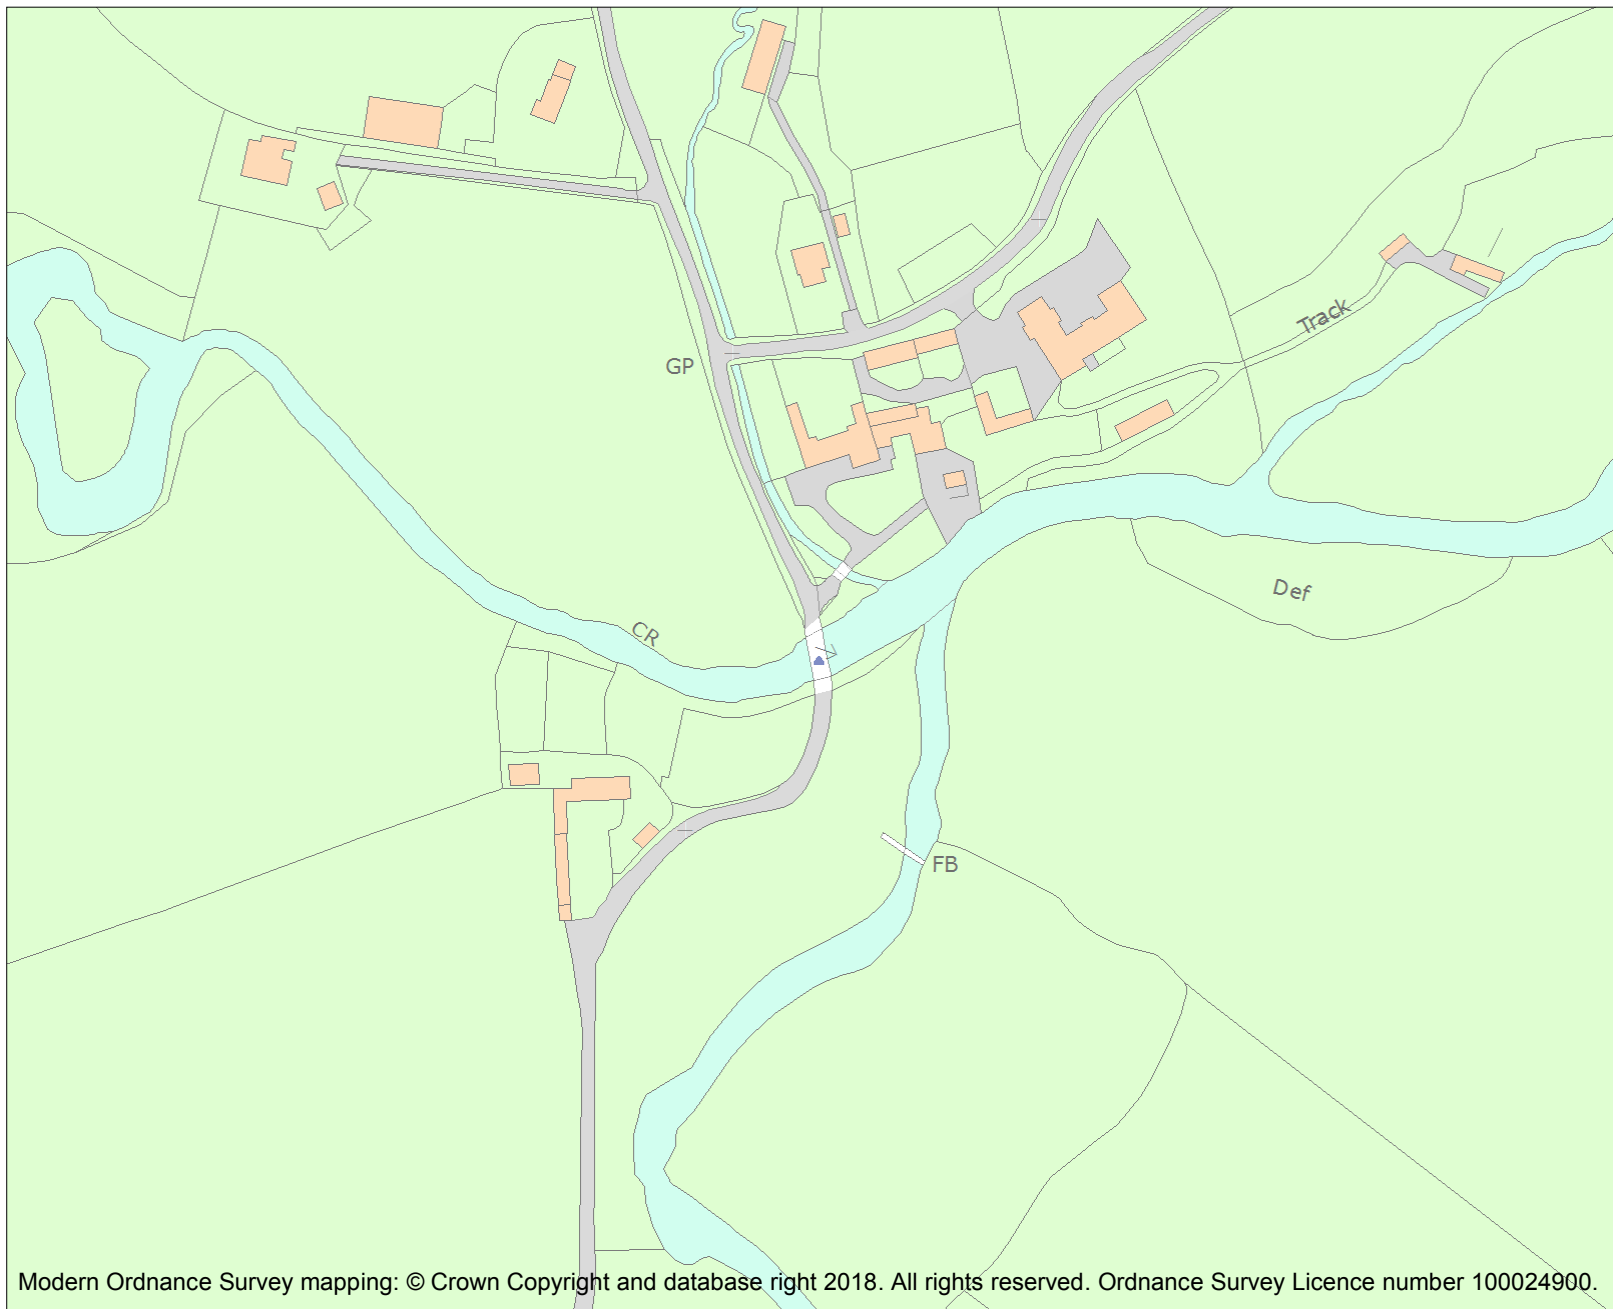 Track
GP
Def
CR
FB
Modern Ordnance Survey mapping: © Crown Copyright and database right 2018. All rights reserved. Ordnance Survey Licence number 100024900.